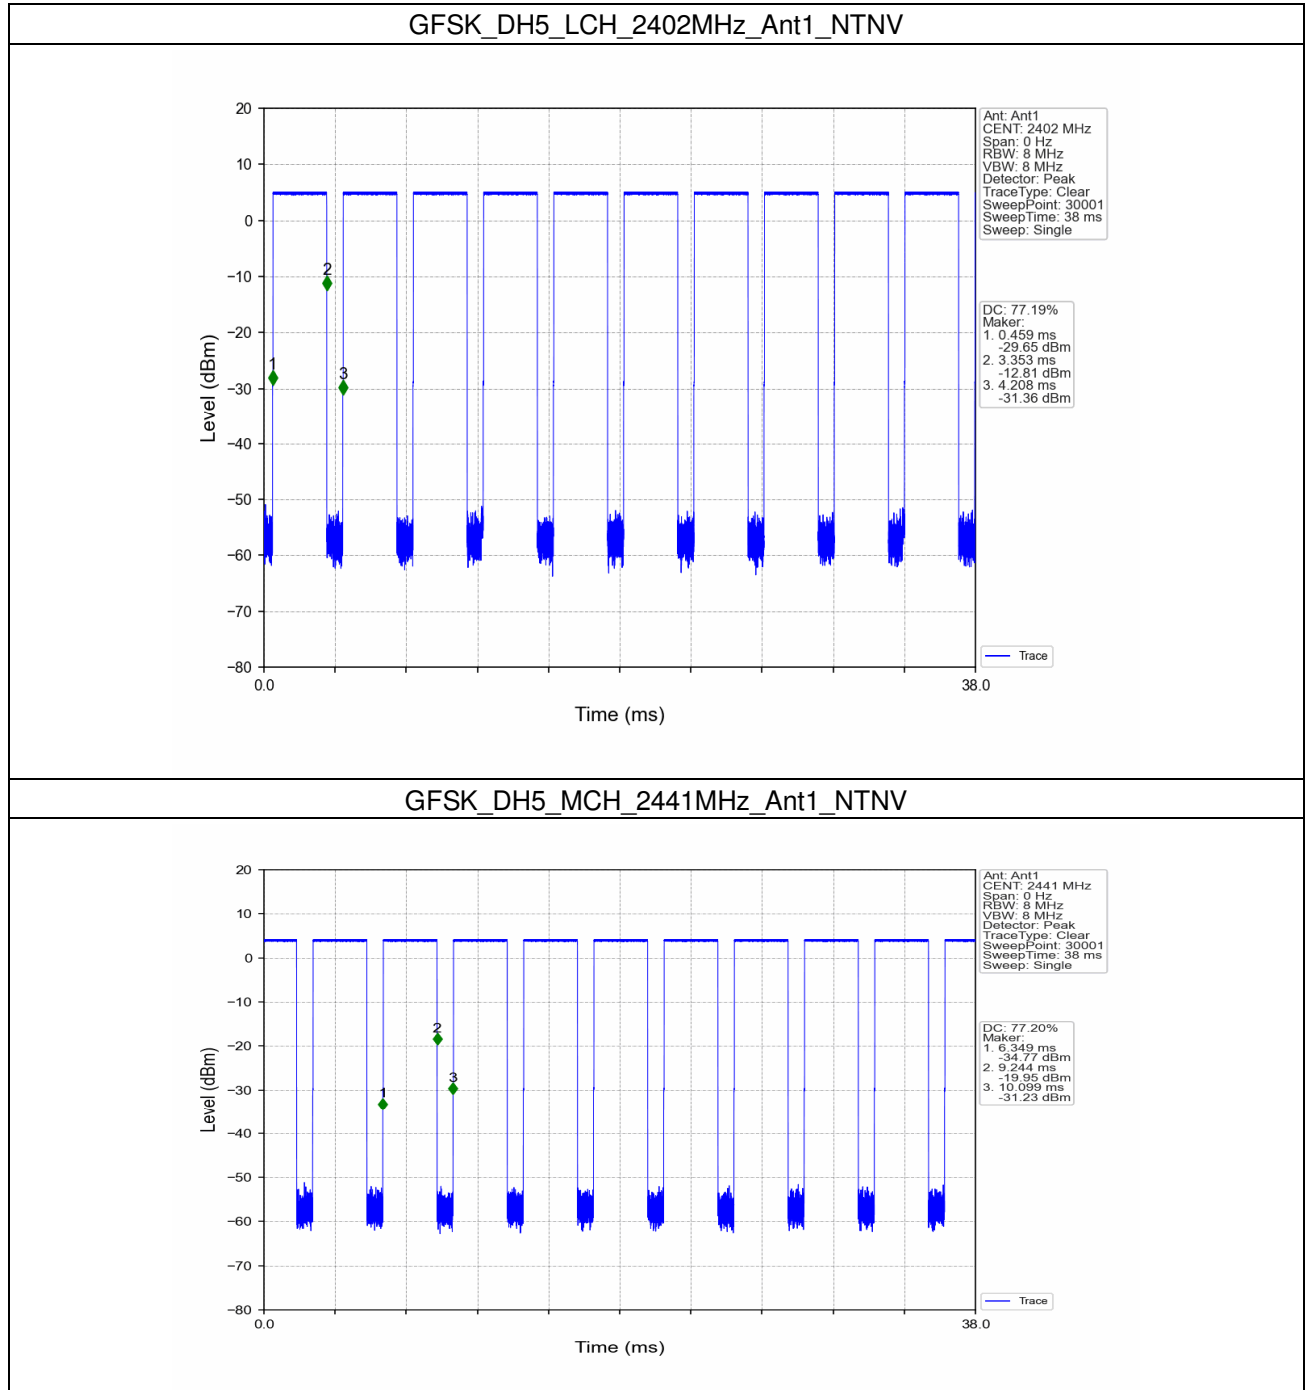 GFSK_DH5_LCH_2402MHz_Ant1_NTNV
20
10
0
−10
−20
−30
−40
−50
−60
−70
−80
Level (dBm)
1
2
3
0.0
38.0
Time (ms)
Ant: Ant1
CENT: 2402 MHz
Span: 0 Hz
RBW: 8 MHz
VBW: 8 MHz
Detector: Peak
TraceType: Clear
SweepPoint: 30001
SweepTime: 38 ms
Sweep: Single
DC: 77.19%
Maker:
1. 0.459 ms
-29.65 dBm
2. 3.353 ms
-12.81 dBm
3. 4.208 ms
-31.36 dBm
Trace
GFSK_DH5_MCH_2441MHz_Ant1_NTNV
20
10
0
−10
−20
−30
−40
−50
−60
−70
−80
Level (dBm)
1
2
3
0.0
38.0
Time (ms)
Ant: Ant1
CENT: 2441 MHz
Span: 0 Hz
RBW: 8 MHz
VBW: 8 MHz
Detector: Peak
TraceType: Clear
SweepPoint: 30001
SweepTime: 38 ms
Sweep: Single
DC: 77.20%
Maker:
1. 6.349 ms
-34.77 dBm
2. 9.244 ms
-19.95 dBm
3. 10.099 ms
-31.23 dBm
Trace